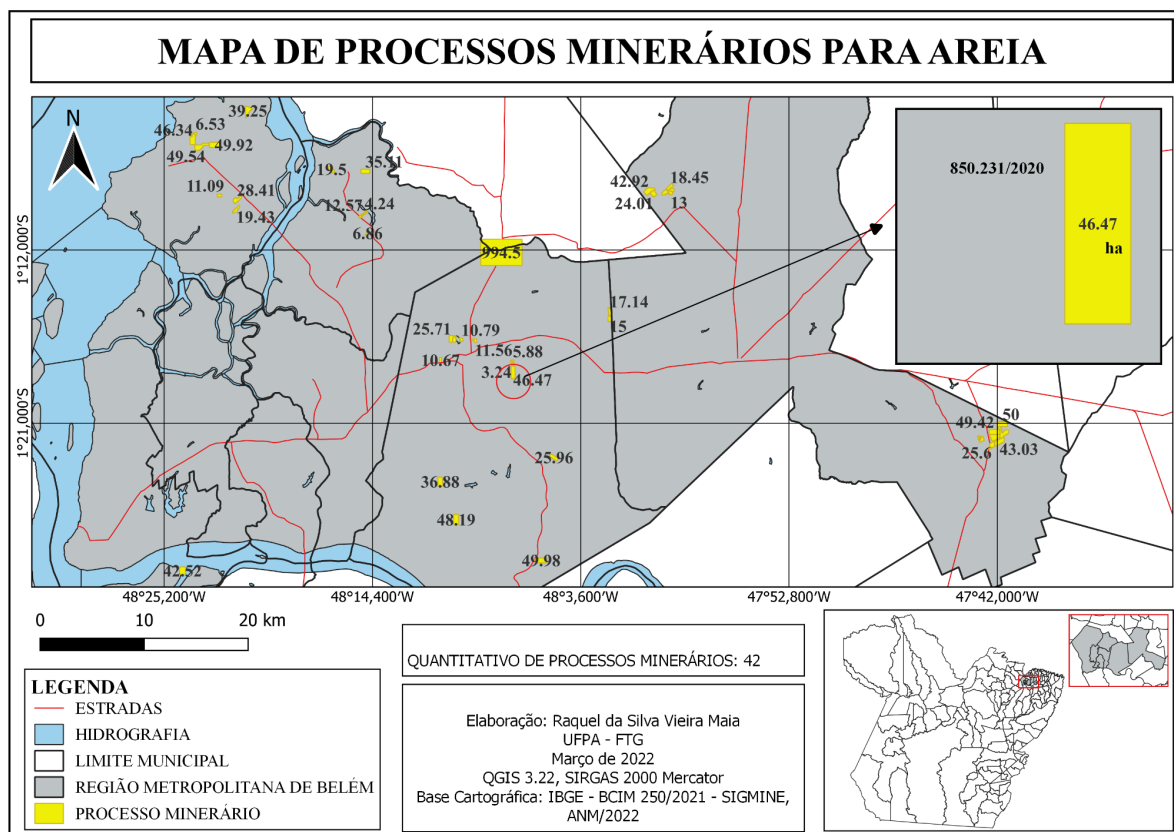 MAPA DE PROCESSOS MINERÁRIOS PARA AREIA
N
39.25
46.34
6.53
49.54
49.92
11.09
28.41
19.43
19.5
35.11
12.57
4.24
6.86
994.5
42.92
18.45
24.01
13
17.14
15
25.71
10.79
10.67
11.56
5.88
3.24
46.47
25.96
36.88
48.19
49.98
42.52
49.42
50
25.6
43.03
850.231/2020
46.47
ha
1°12,000'S
1°21,000'S
1°12,000'S
1°21,000'S
48°25,200'W
48°14,400'W
48°3,600'W
47°52,800'W
47°42,000'W
0
10
20 km
LEGENDA
ESTRADAS
HIDROGRAFIA
LIMITE MUNICIPAL
REGIÃO METROPOLITANA DE BELÉM
PROCESSO MINERÁRIO
QUANTITATIVO DE PROCESSOS MINERÁRIOS: 42
Elaboração: Raquel da Silva Vieira Maia
UFPA - FTG
Março de 2022
QGIS 3.22, SIRGAS 2000 Mercator
Base Cartográfica: IBGE - BCIM 250/2021 - SIGMINE,
ANM/2022